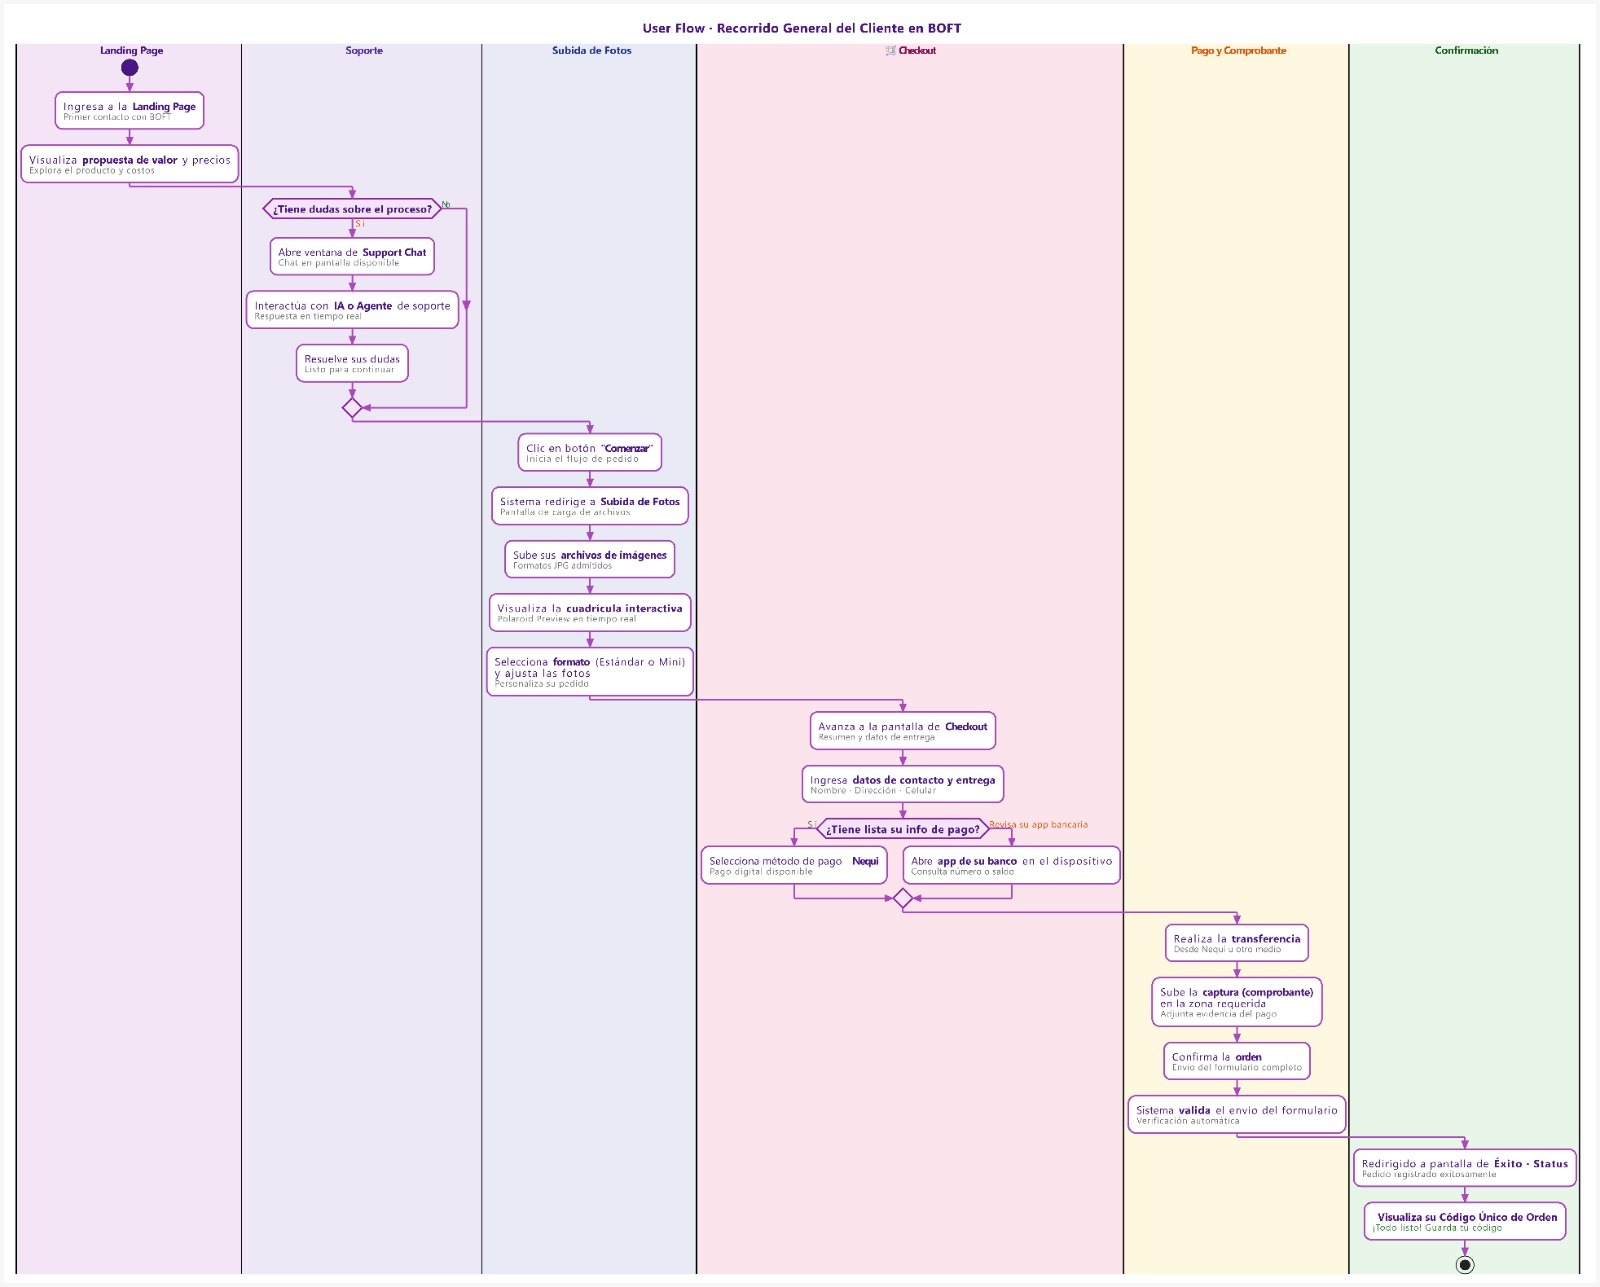 User Flow · Recorrido General del Cliente en BOFT
Landing Page
Soporte
Subida de Fotos
🛒 Checkout
Pago y Comprobante
Confirmación
Ingresa a la Landing Page
Primer contacto con BOFT
Visualiza propuesta de valor y precios
Explora el producto y costos
¿Tiene dudas sobre el proceso?
No
Sí
Abre ventana de Support Chat
Chat en pantalla disponible
Interactúa con IA o Agente de soporte
Respuesta en tiempo real
Resuelve sus dudas
Listo para continuar
Clic en botón "Comenzar"
Inicia el flujo de pedido
Sistema redirige a Subida de Fotos
Pantalla de carga de archivos
Sube sus archivos de imágenes
Formatos JPG admitidos
Visualiza la cuadrícula interactiva
Polaroid Preview en tiempo real
Selecciona formato (Estándar o Mini)
y ajusta las fotos
Personaliza su pedido
Avanza a la pantalla de Checkout
Resumen y datos de entrega
Ingresa datos de contacto y entrega
Nombre · Dirección · Celular
Sí
¿Tiene lista su info de pago?
Revisa su app bancaria
Selecciona método de pago Nequi
Pago digital disponible
Abre app de su banco en el dispositivo
Consulta número o saldo
Realiza la transferencia
Desde Nequi u otro medio
Sube la captura (comprobante)
en la zona requerida
Adjunta evidencia del pago
Confirma la orden
Envío del formulario completo
Sistema valida el envío del formulario
Verificación automática
Redirigido a pantalla de Éxito · Status
Pedido registrado exitosamente
Visualiza su Código Único de Orden
¡Todo listo! Guarda tu código